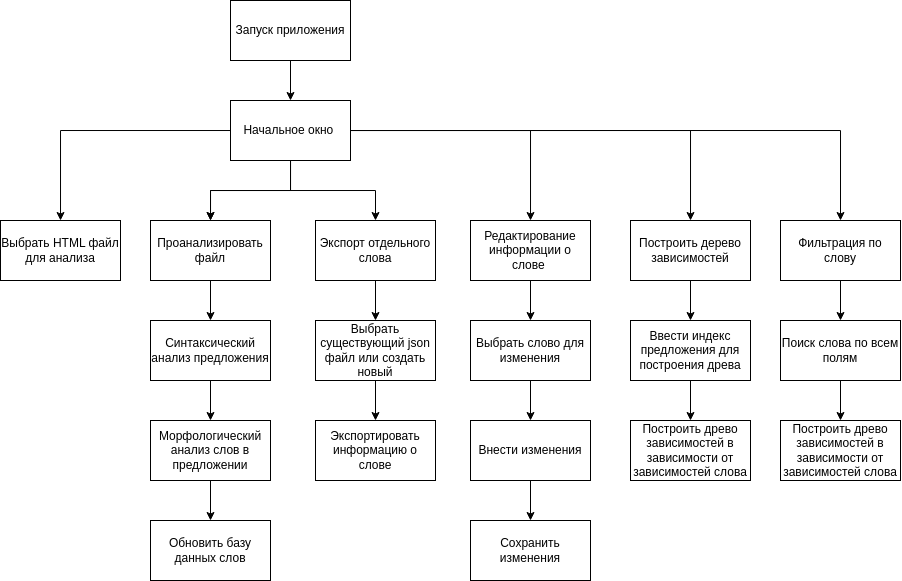 Запуск приложения
Начальное окно
Выбрать HTML файл
для анализа
Проанализировать
файл
Экспорт отдельного
слова
Редактирование
информации о
слове
Построить дерево
зависимостей
Фильтрация по
слову
Синтаксический
анализ предложения
Выбрать
существующий json
файл или создать
новый
Выбрать слово для
изменения
Ввести индекс
предложения для
построения древа
Поиск слова по всем
полям
Морфологический
анализ слов в
предложении
Экспортировать
информацию о
слове
Внести изменения
Построить древо
зависимостей в
зависимости от
зависимостей слова
Построить древо
зависимостей в
зависимости от
зависимостей слова
Обновить базу
данных слов
Сохранить
изменения